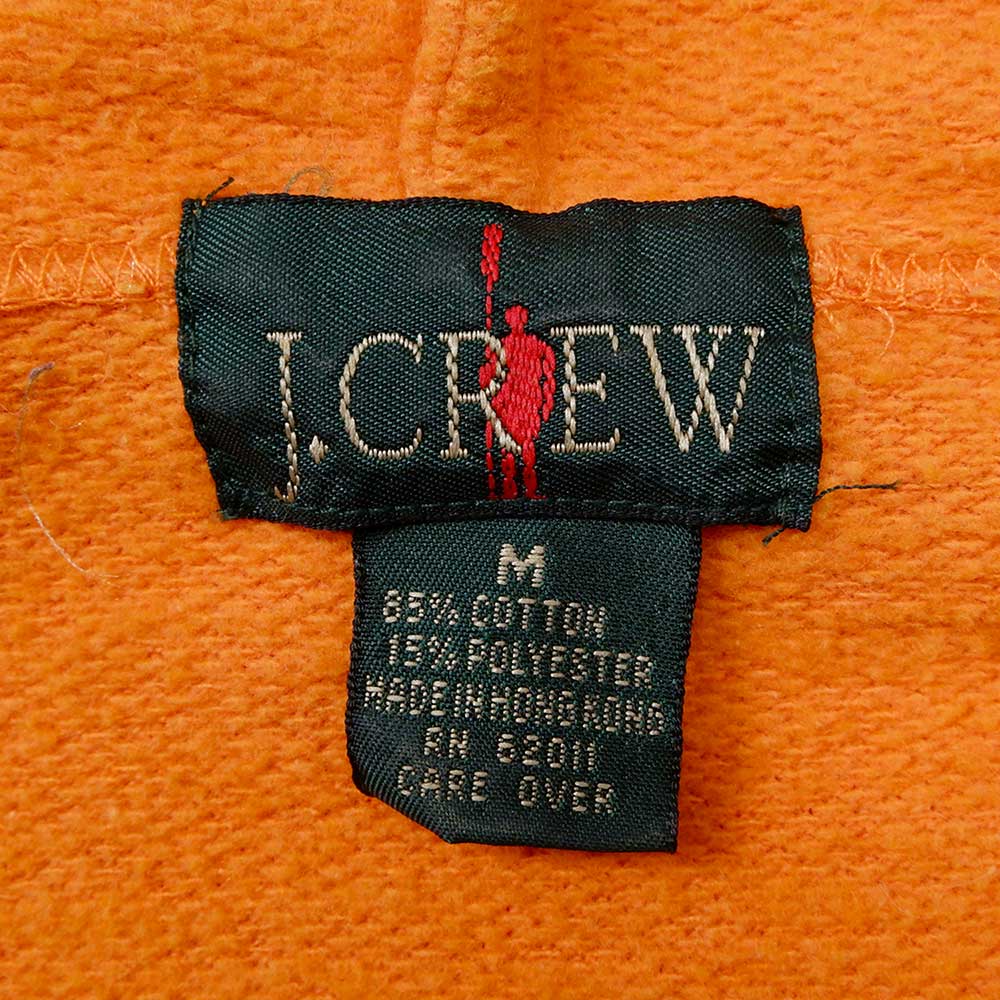 J.CREW
M
85% COTTON
15% POLYESTER
MADE IN HONG KONG
RN 62011
CARE OVER